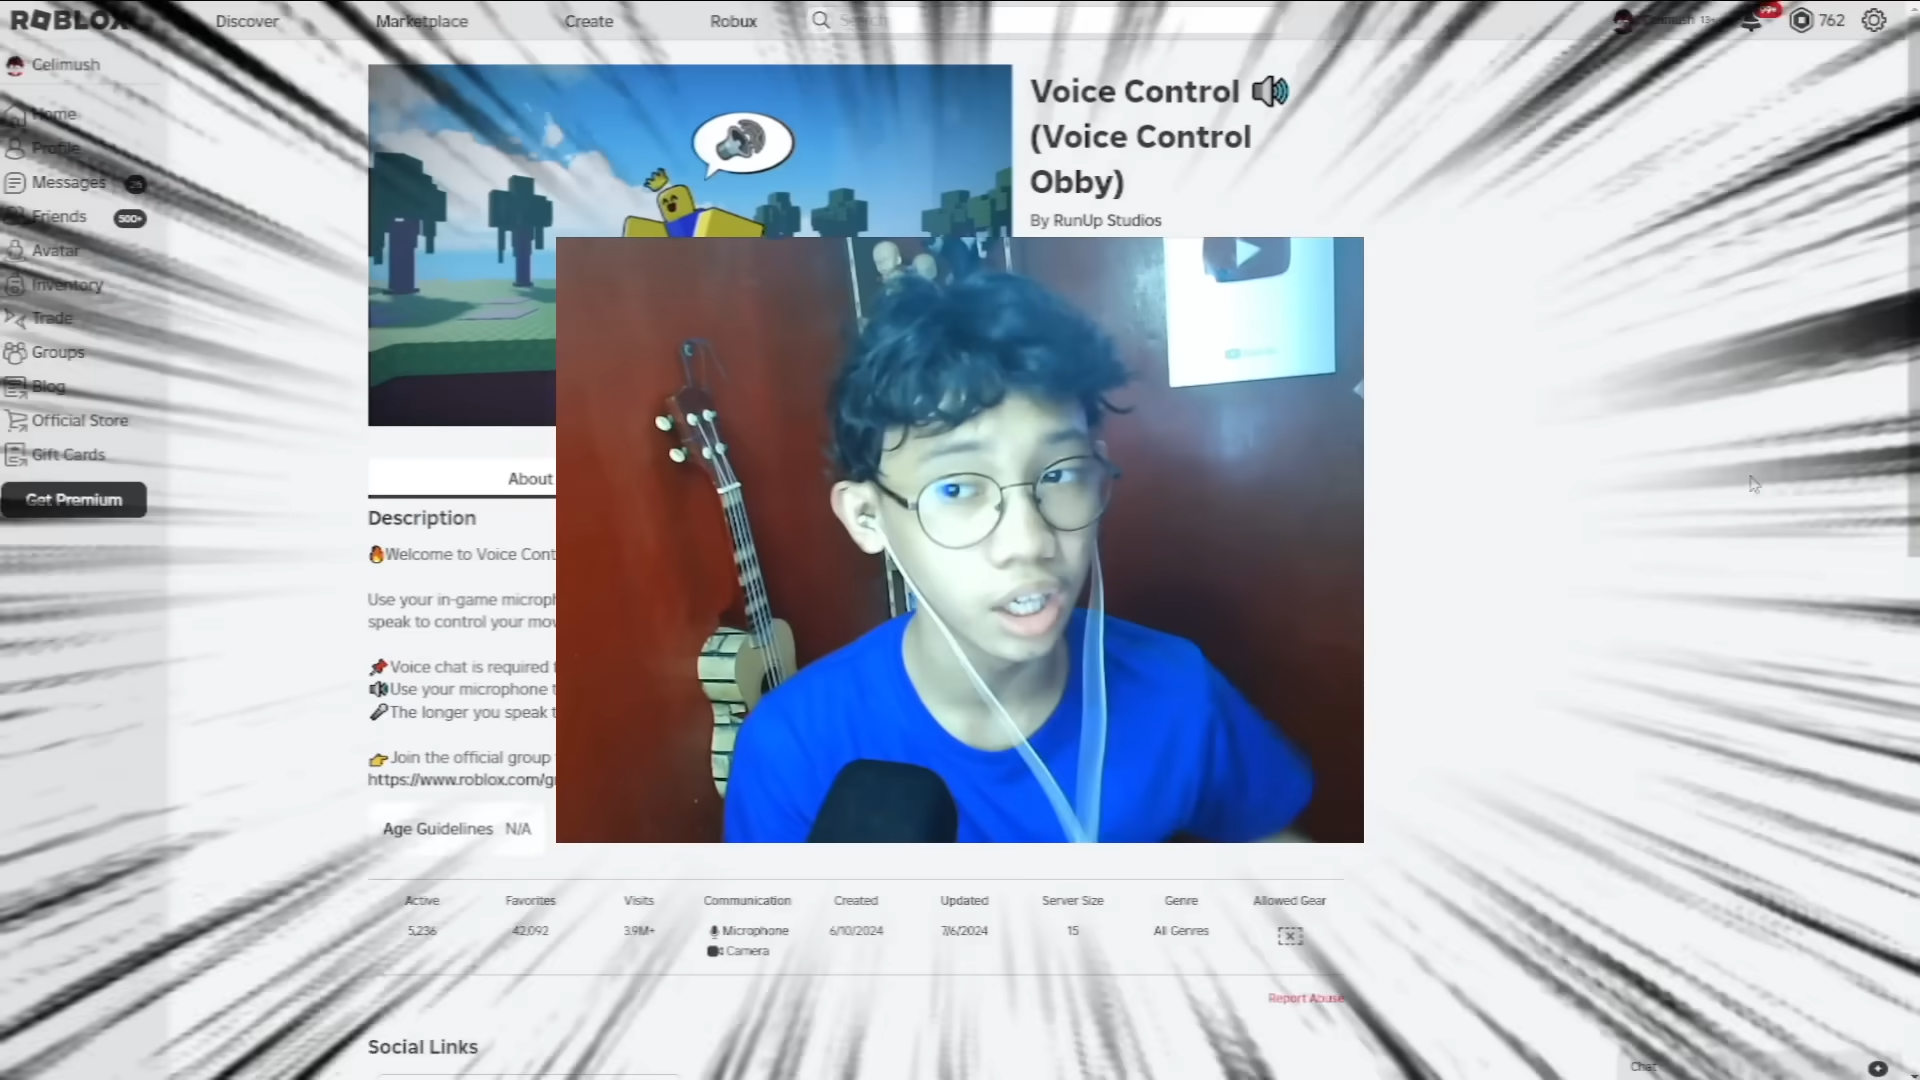 ROBLOX
Discover
Marketplace
Create
Robux
Search
13+
99+
762
Celimush
Home
Profile
Messages
Friends
500+
Avatar
Inventory
Trade
Groups
Blog
Official Store
Gift Cards
Get Premium
Voice Control 🔊
(Voice Control
Obby)
By RunUp Studios
About
Description
🔥Welcome to Voice Cont
Use your in-game microph
speak to control your mov
📌Voice chat is required
🔊Use your microphone t
🎤The longer you speak t
👉Join the official group
https://www.roblox.com/g
Age Guidelines N/A
Active
Favorites
Visits
Communication
Created
Updated
Server Size
Genre
Allowed Gear
5,236
42,092
3.9M+
Microphone
Camera
6/10/2024
7/6/2024
15
All Genres
Report Abuse
Social Links
Chat